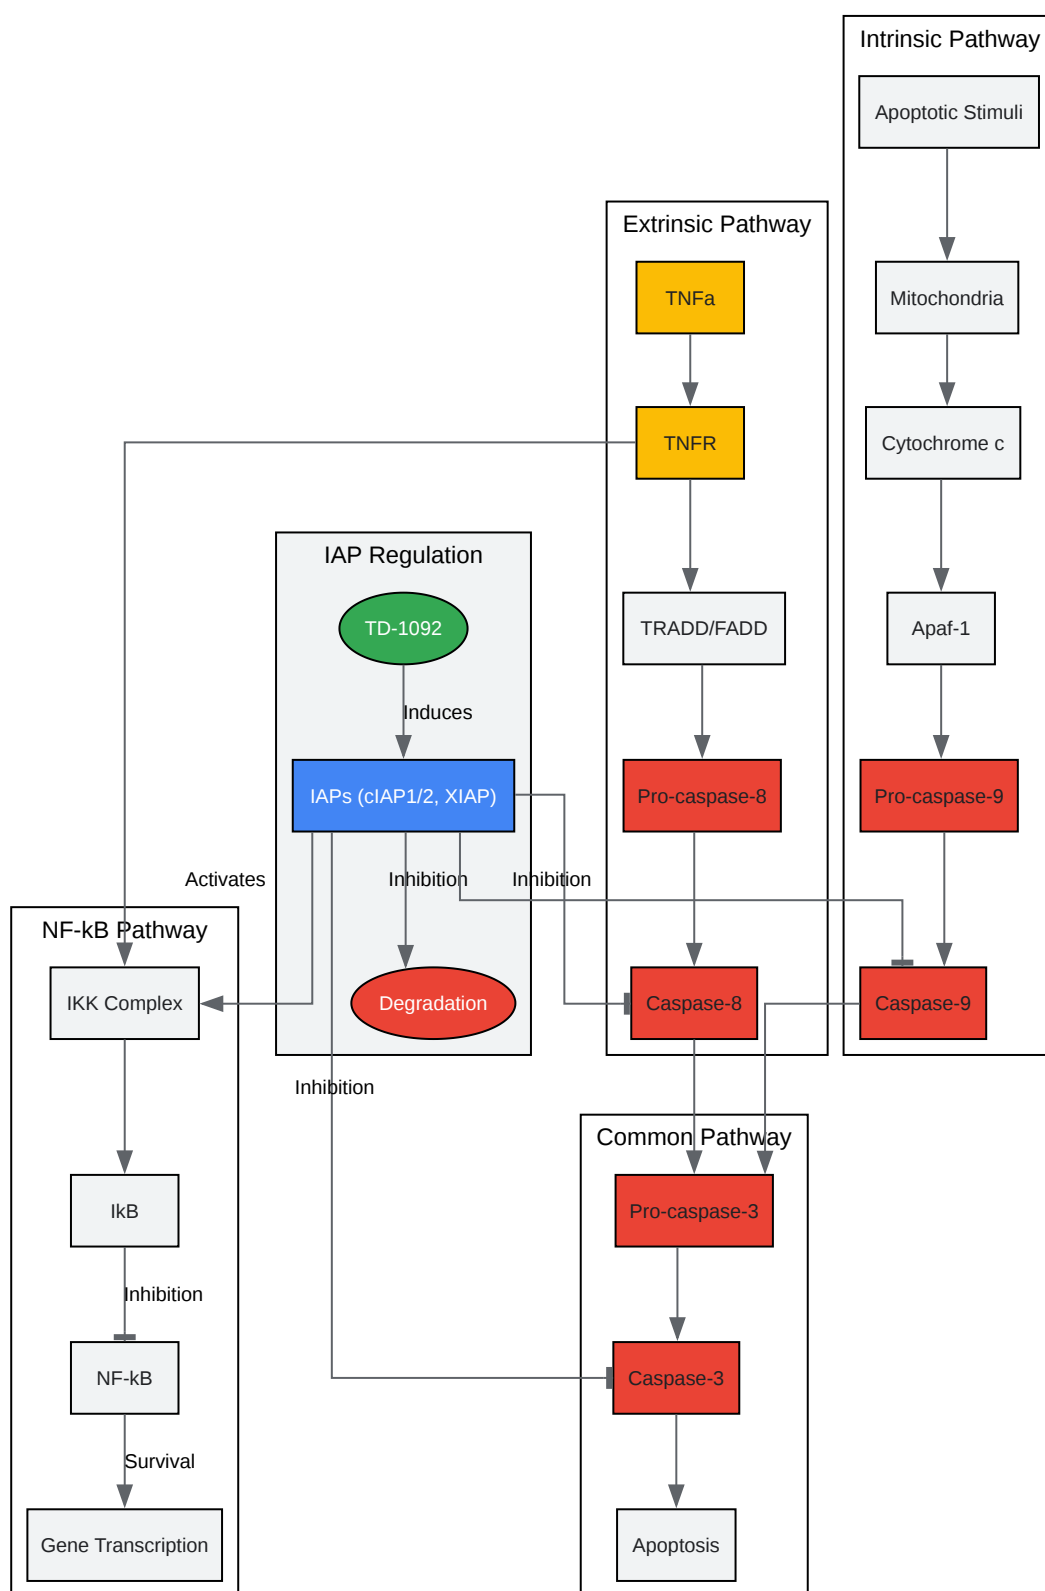 Intrinsic Pathway
Apoptotic Stimuli
Extrinsic Pathway
TNFa
Mitochondria
TNFR
Cytochrome c
IAP Regulation
TD-1092
TRADD/FADD
Apaf-1
Induces
IAPs (cIAP1/2, XIAP)
Pro-caspase-8
Pro-caspase-9
Activates
Inhibition
Inhibition
NF-kB Pathway
IKK Complex
Degradation
Caspase-8
Caspase-9
Inhibition
Common Pathway
IkB
Pro-caspase-3
Inhibition
NF-kB
Caspase-3
Survival
Gene Transcription
Apoptosis